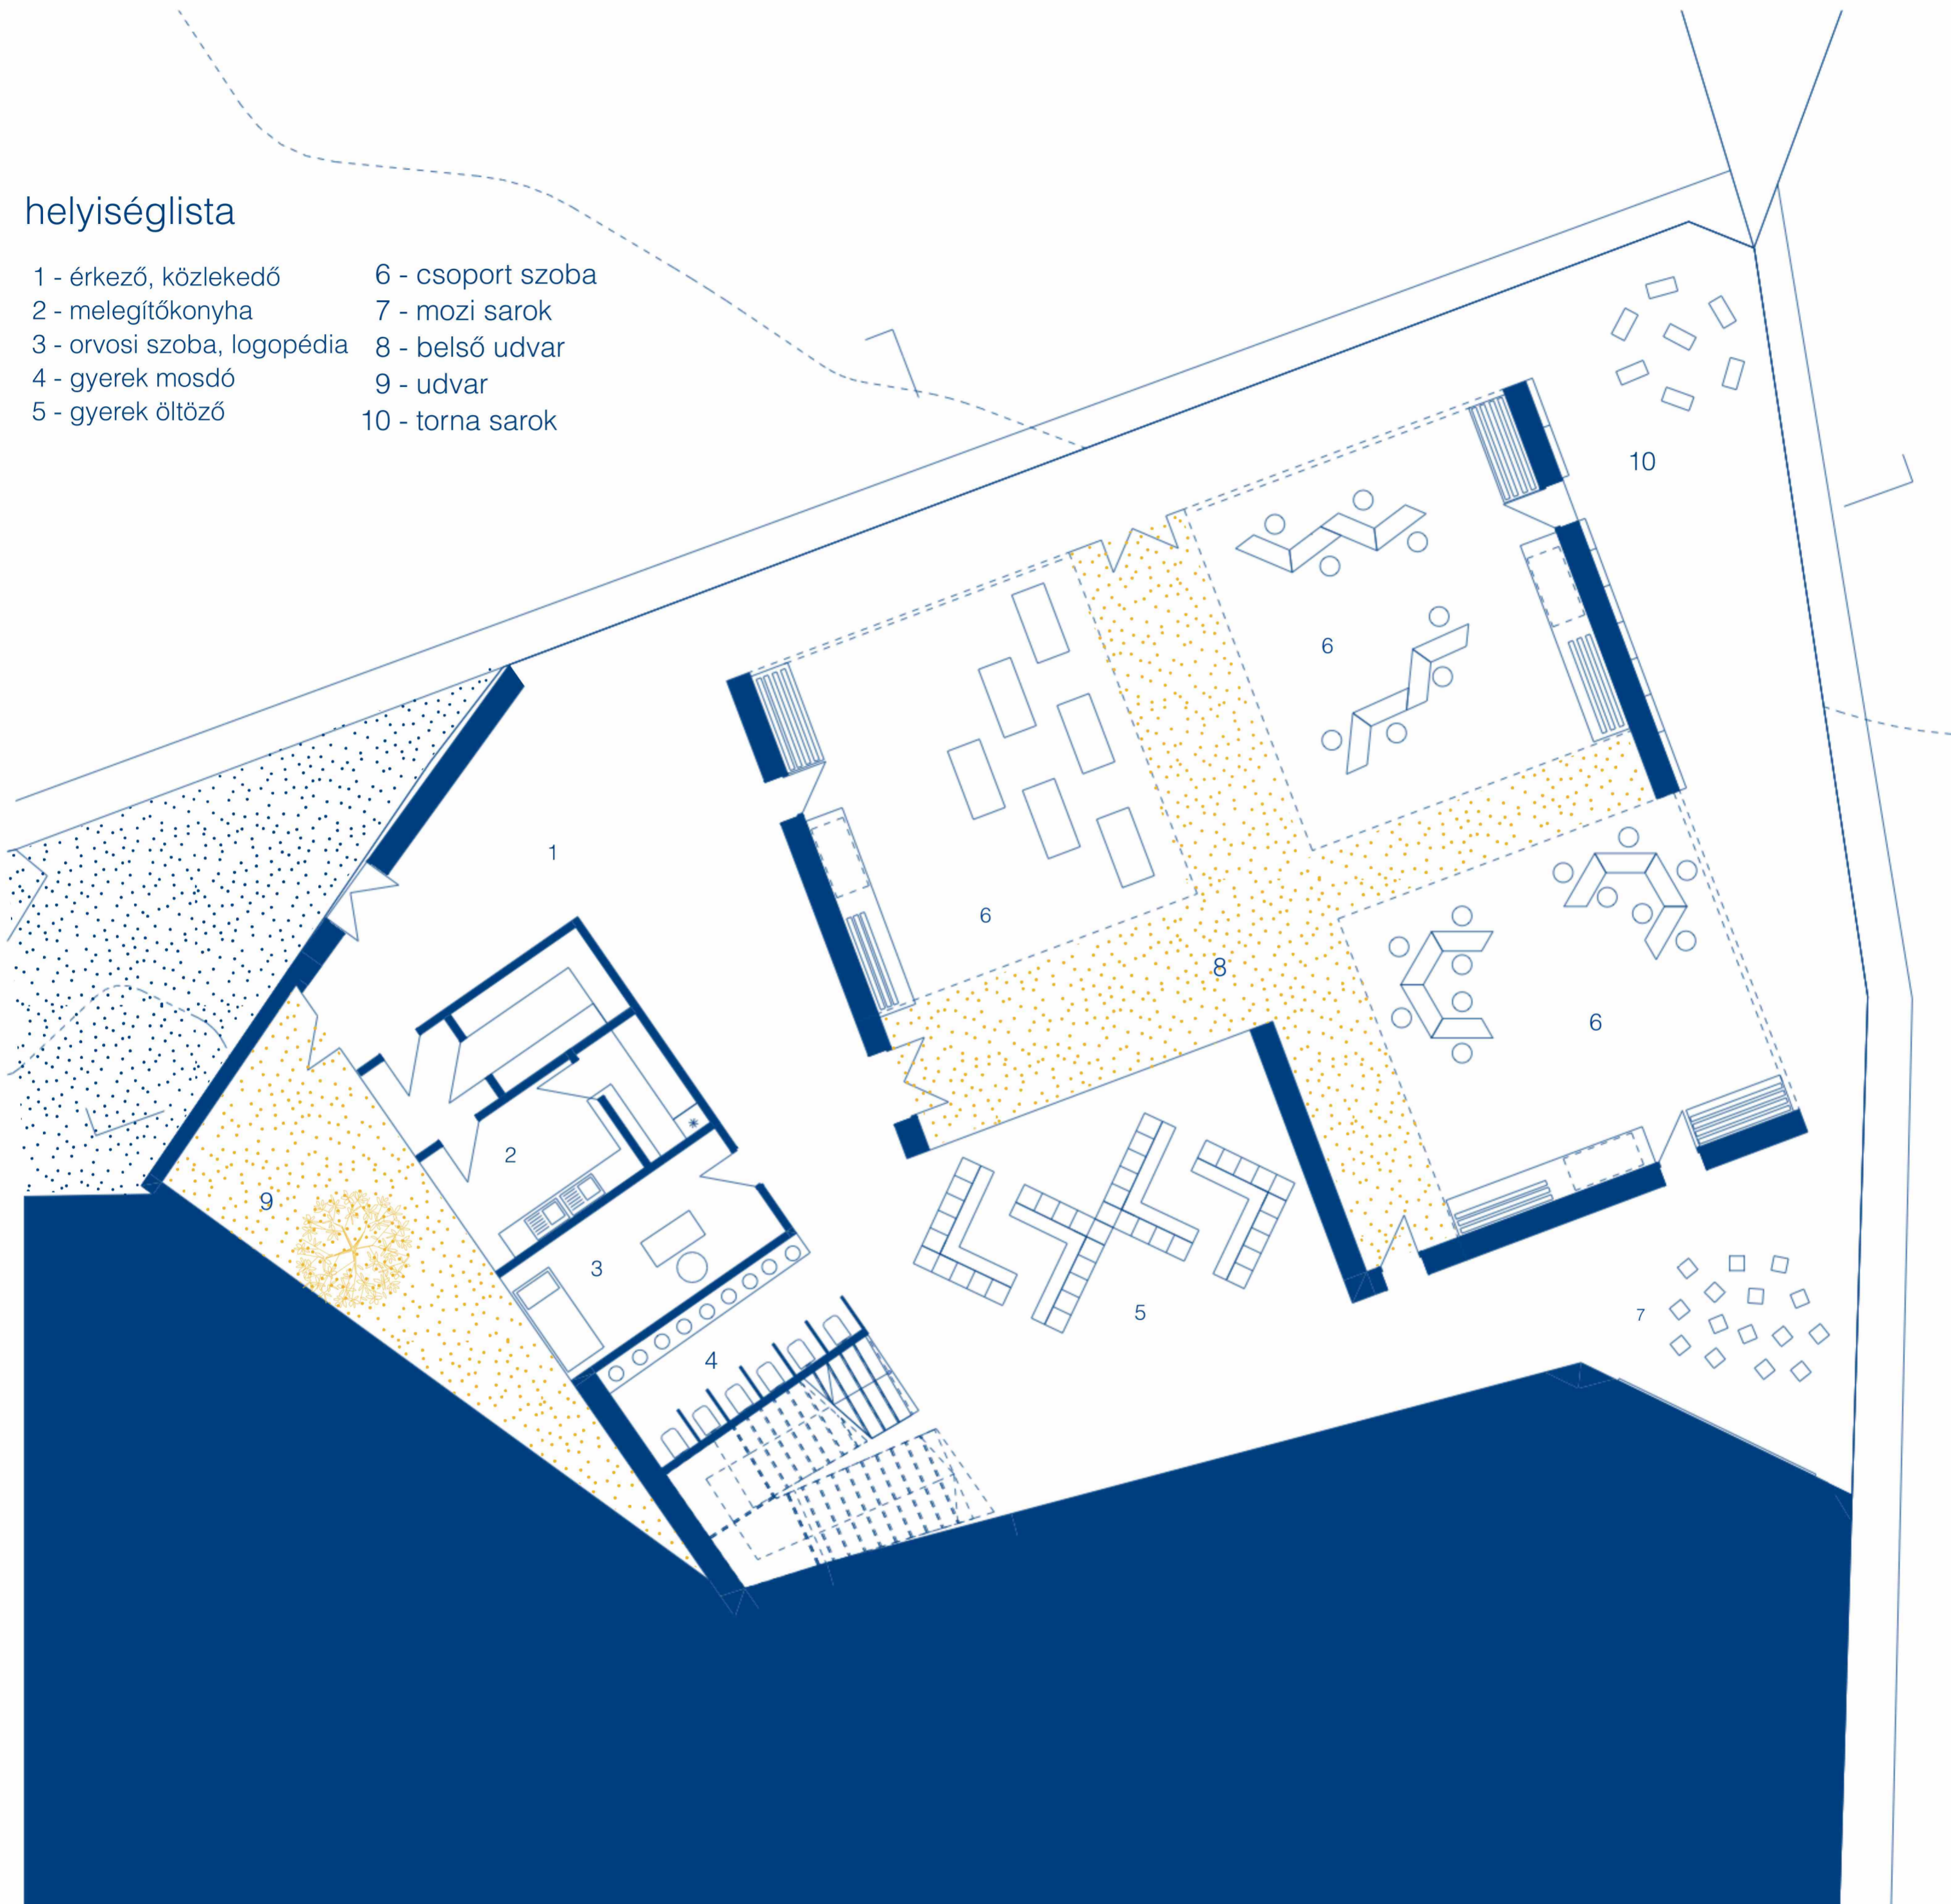 helyiséglista
1 - érkező, közlekedő
2 - melegítőkonyha
3 - orvosi szoba, logopédia
4 - gyerek mosdó
5 - gyerek öltöző
6 - csoport szoba
7 - mozi sarok
8 - belső udvar
9 - udvar
10 - torna sarok
10
6
1
6
8
6
2
9
3
5
7
4